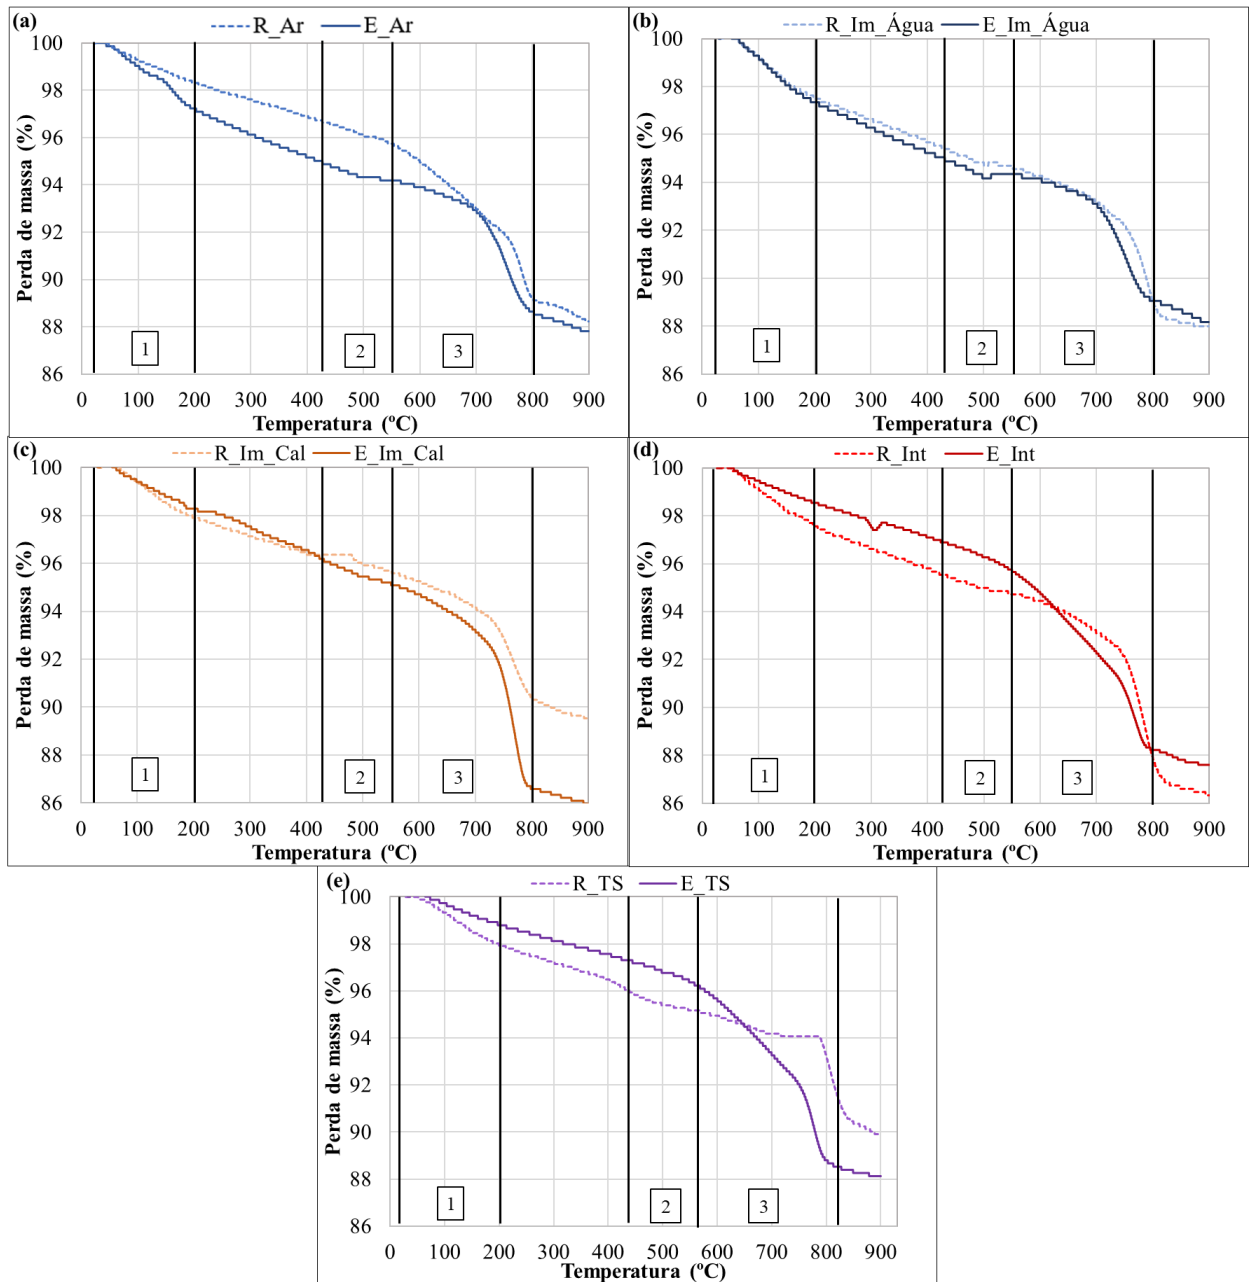 (a)
R_Ar E_Ar
Perda de massa (%)
100
98
96
94
92
90
88
86
1
2
3
0 100 200 300 400 500 600 700 800 900
Temperatura (ºC)
(b)
R_Im_Água E_Im_Água
Perda de massa (%)
100
98
96
94
92
90
88
86
1
2
3
0 100 200 300 400 500 600 700 800 900
Temperatura (ºC)
(c)
R_Im_Cal E_Im_Cal
Perda de massa (%)
100
98
96
94
92
90
88
86
1
2
3
0 100 200 300 400 500 600 700 800 900
Temperatura (ºC)
(d)
R_Int E_Int
Perda de massa (%)
100
98
96
94
92
90
88
86
1
2
3
0 100 200 300 400 500 600 700 800 900
Temperatura (ºC)
(e)
R_TS E_TS
Perda de massa (%)
100
98
96
94
92
90
88
86
1
2
3
0 100 200 300 400 500 600 700 800 900
Temperatura (ºC)